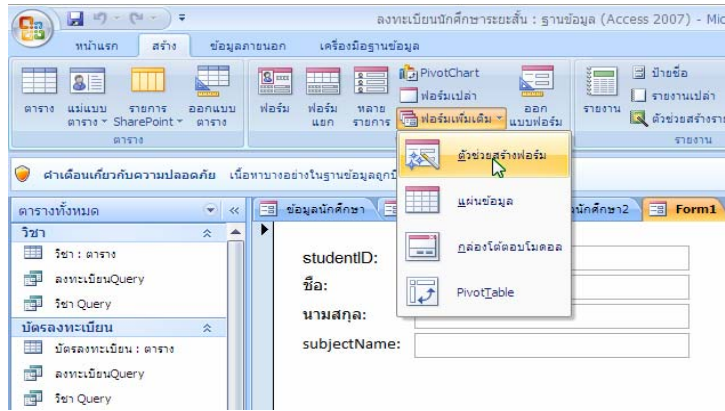 ลงทะเบียนนักศึกษาระยะสั้น : ฐานข้อมูล (Access 2007) - Mic
หน้าแรก สร้าง ข้อมูลภายนอก เครื่องมือฐานข้อมูล
PivotChart ป้ายชื่อ
ฟอร์มเปล่า รายงานเปล่า
ตาราง แม่แบบตาราง รายการ SharePoint ออกแบบตาราง ฟอร์ม ฟอร์มแยก หลายรายการ ฟอร์มเพิ่มเติม ออกแบบฟอร์ม รายงาน ตัวช่วยสร้างราย
ตาราง รายงาน
ตัวช่วยสร้างฟอร์ม
แผ่นข้อมูล
กล่องโต้ตอบโมดอล
PivotTable
คำเตือนเกี่ยวกับความปลอดภัย เนื้อหาบางอย่างในฐานข้อมูลถูกปิ
ตารางทั้งหมด ข้อมูลนักศึกษา นักศึกษา2 Form1
วิชา
วิชา : ตาราง
ลงทะเบียนQuery
วิชา Query
บัตรลงทะเบียน
บัตรลงทะเบียน : ตาราง
ลงทะเบียนQuery
วิชา Query
studentID:
ชื่อ:
นามสกุล:
subjectName: